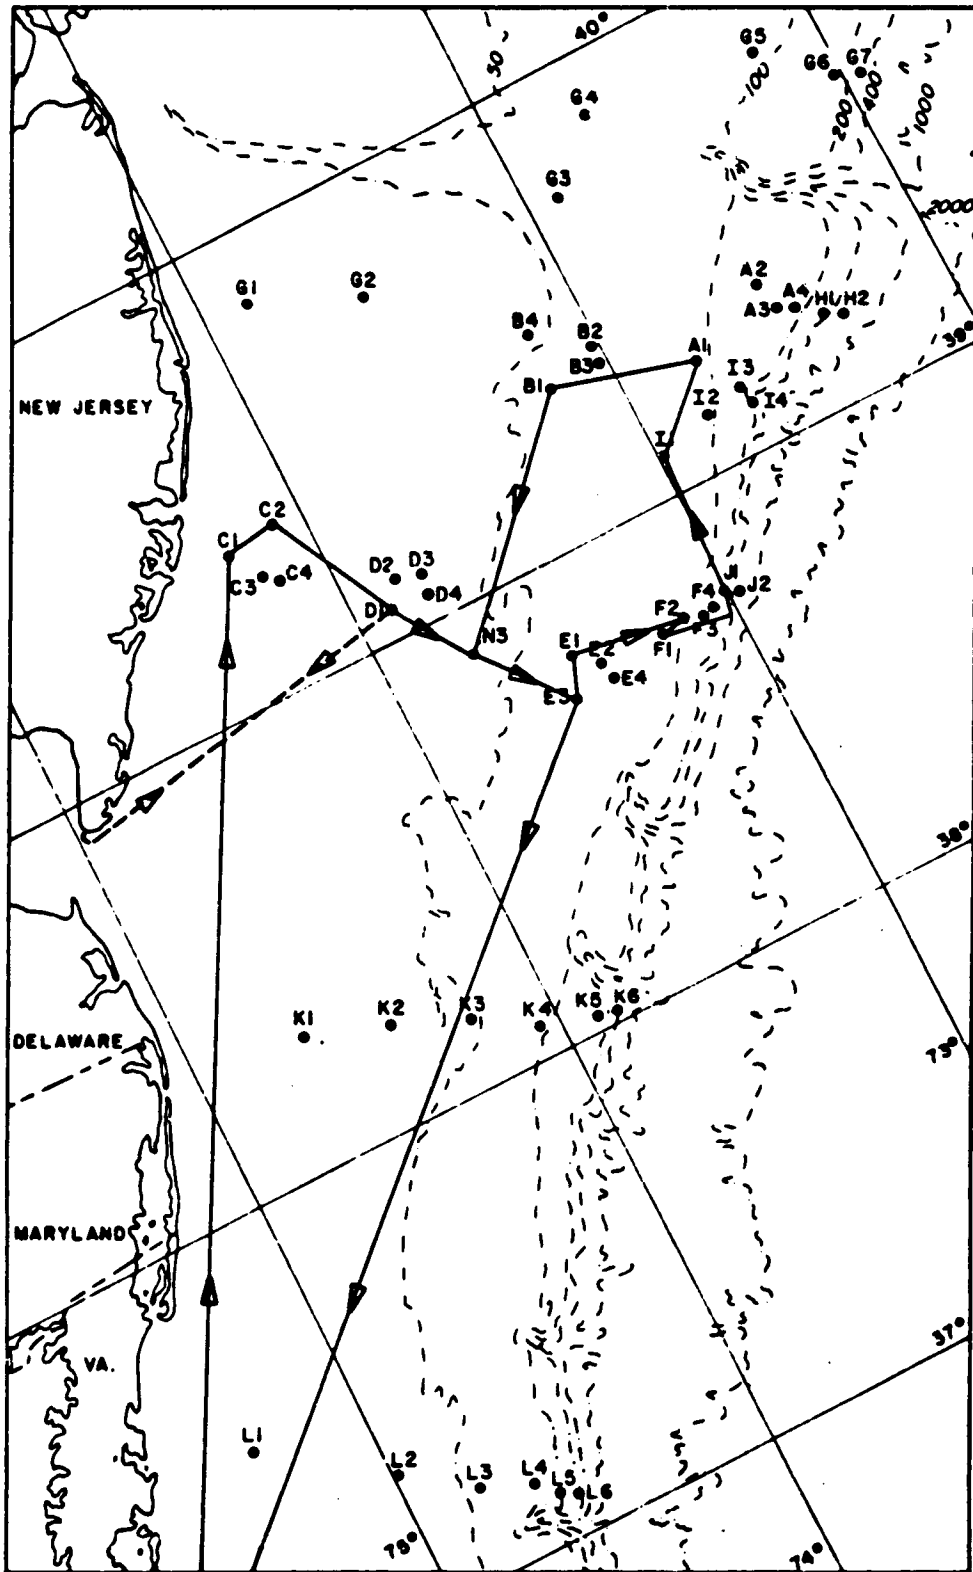 40°
50
100
G5
G6
G7
200
400
1000
G4
G3
2000
G1
G2
A2
A3
A4
H1/H2
39°
B4
B2
B3
A1
B1
I3
I2
I4
NEW JERSEY
I1
C2
C1
C3
C4
D2
D3
D4
D1
J1
J2
F4
F2
F3
F1
N3
E1
E2
E4
E3
38°
K1
K2
K3
K4
K5
K6
DELAWARE
73°
MARYLAND
37°
VA.
L1
L2
L3
L4
L5
L6
75°
74°